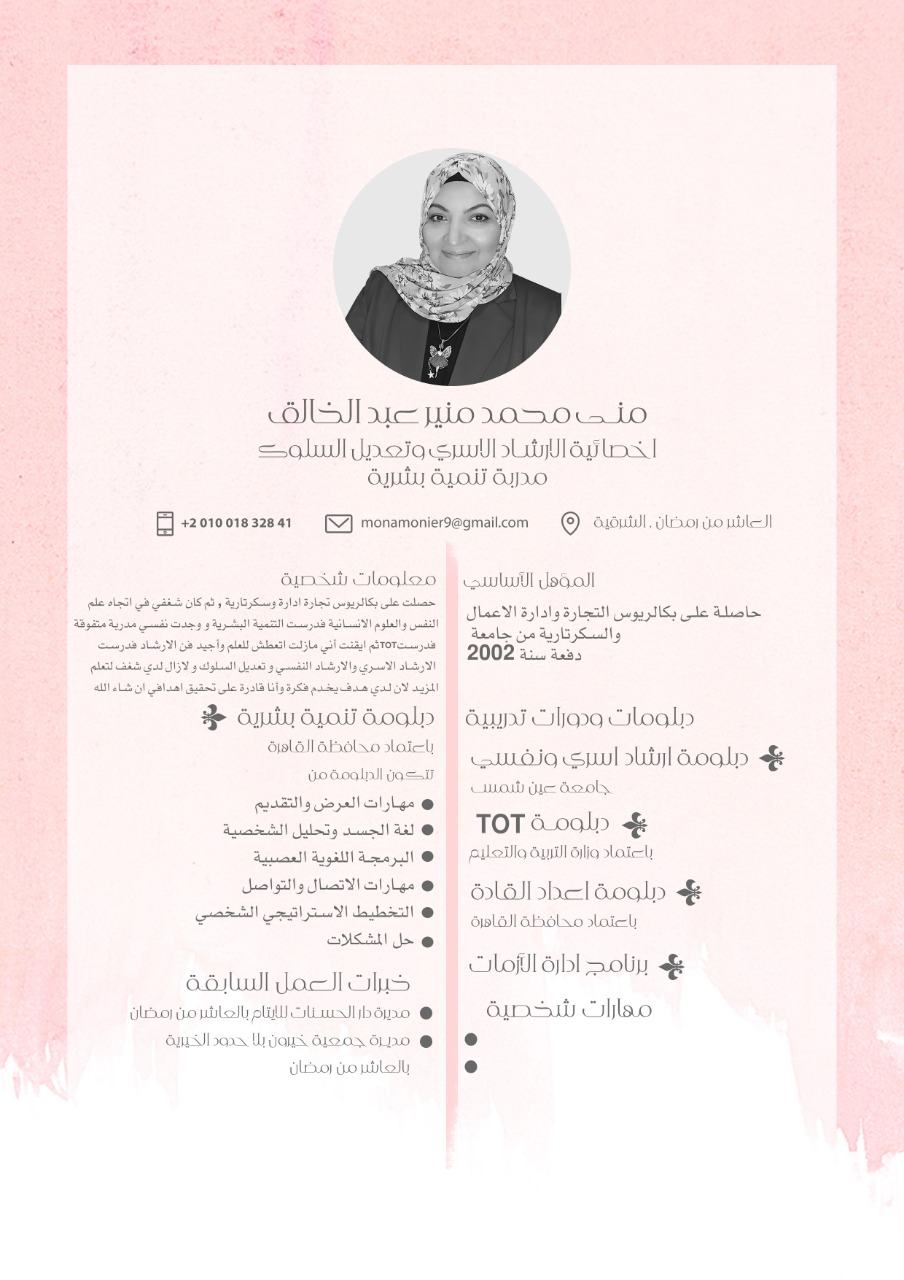 منى محمد منير عبد الخالق
اخصائية الارشاد الاسري وتعديل السلوك
مدربة تنمية بشرية
العاشر من رمضان . الشرقية
monamonier9@gmail.com
+2 010 018 328 41
المؤهل الأساسي
حاصلة على بكالريوس التجارة وادارة الاعمال
والسكرتارية من جامعة
دفعة سنة 2002
دبلومات ودورات تدريبية
دبلومة ارشاد اسري ونفسي
جامعة عين شمس
دبلومة TOT
باعتماد وزارة التربية والتعليم
دبلومة اعداد القادة
باعتماد محافظة القاهرة
برنامج ادارة الأزمات
مهارات شخصية
معلومات شخصية
حصلت على بكالريوس تجارة ادارة وسكرتارية , ثم كان شغفي في اتجاه علم
النفس والعلوم الانسانية فدرست التنمية البشرية و وجدت نفسي مدربة متفوقة
فدرست TOT ثم ايقنت أني مازلت اتعطش للعلم وأجيد فن الارشاد فدرست
الارشاد الاسري والارشاد النفسي و تعديل السلوك و لازال لدي شغف لتعلم
المزيد لان لدي هدف يخدم فكرة وأنا قادرة على تحقيق اهدافي ان شاء الله
دبلومة تنمية بشرية
باعتماد محافظة القاهرة
تتكون الدبلومة من
مهارات العرض والتقديم
لغة الجسد وتحليل الشخصية
البرمجة اللغوية العصبية
مهارات الاتصال والتواصل
التخطيط الاستراتيجي الشخصي
حل المشكلات
خبرات العمل السابقة
مديرة دار الحسنات للايتام بالعاشر من رمضان
مديرة جمعية خيرون بلا حدود الخيرية
بالعاشر من رمضان